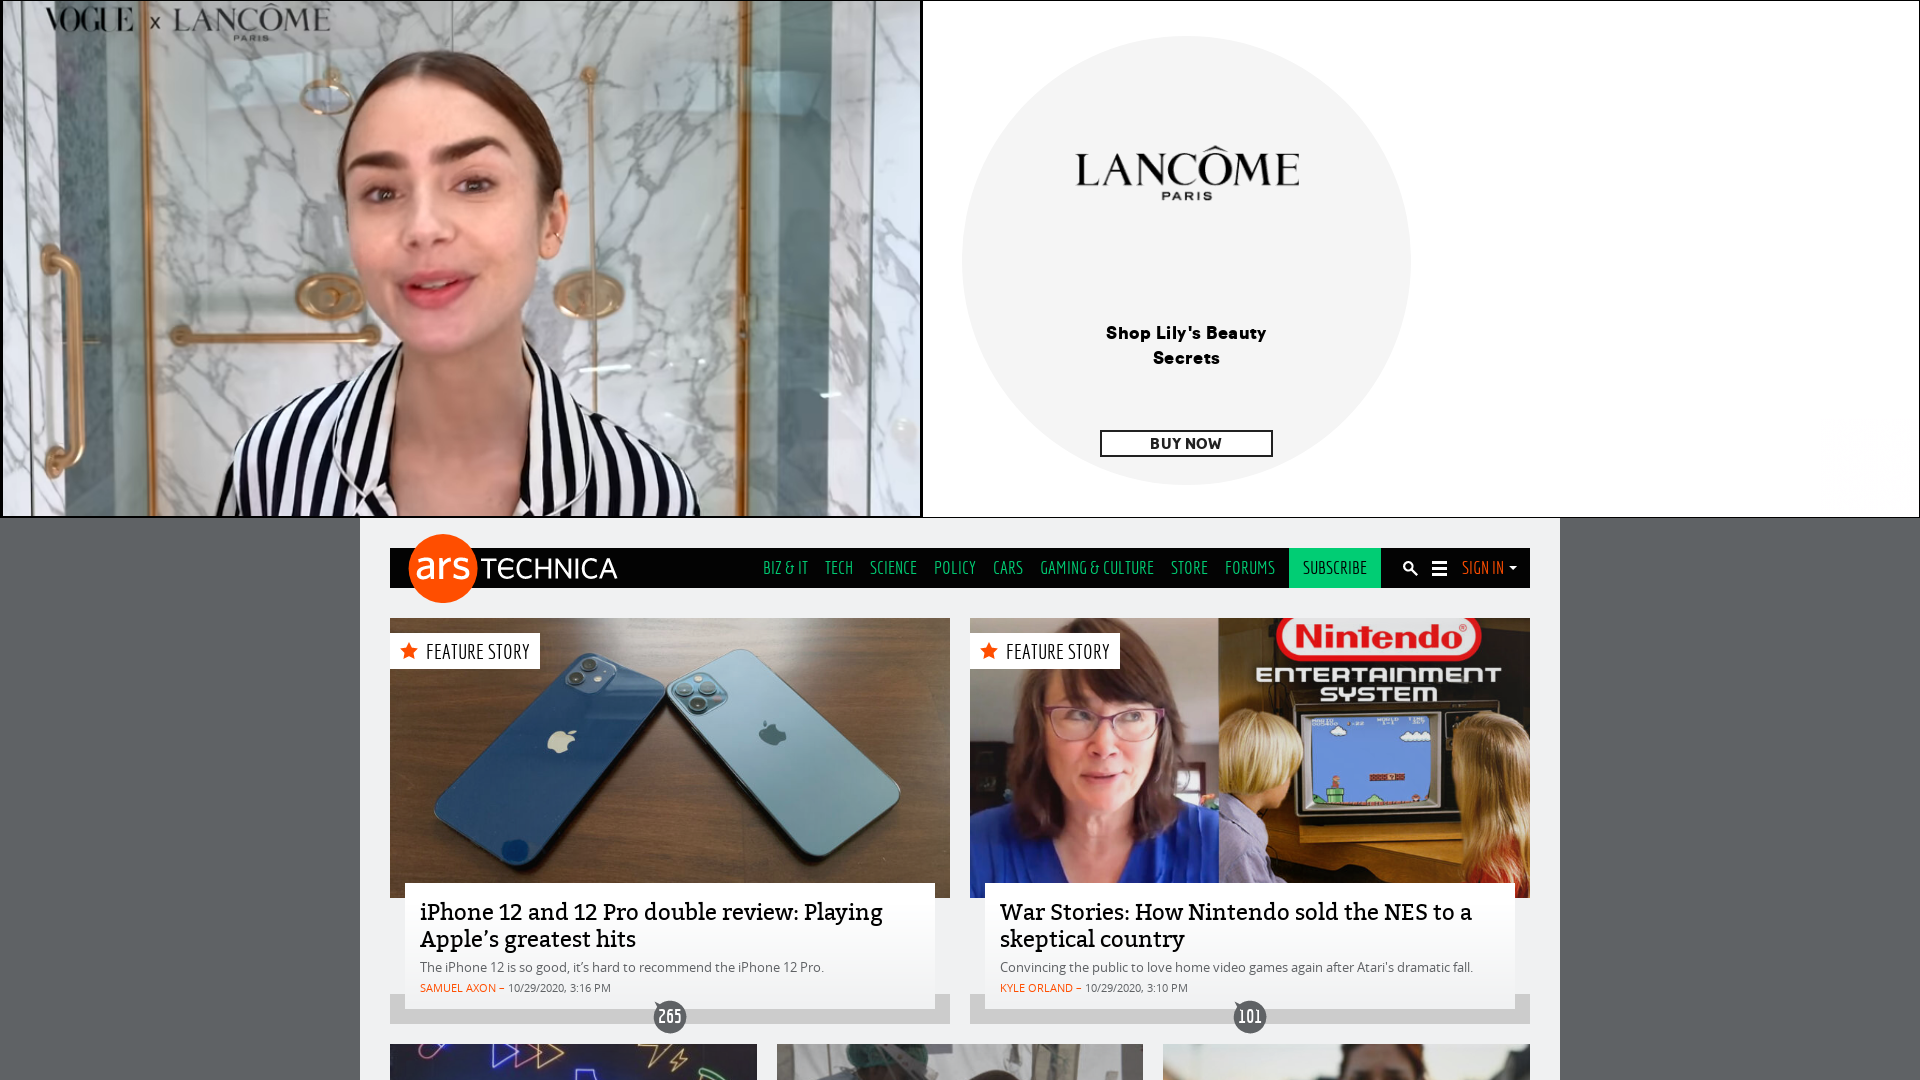 VOGUE x LANCÔME
PARIS
LANCÔME
PARIS
Shop Lily's Beauty
Secrets
BUY NOW
ars TECHNICA
BIZ & IT TECH SCIENCE POLICY CARS GAMING & CULTURE STORE FORUMS SUBSCRIBE SIGN IN
FEATURE STORY
iPhone 12 and 12 Pro double review: Playing
Apple’s greatest hits
The iPhone 12 is so good, it’s hard to recommend the iPhone 12 Pro.
SAMUEL AXON – 10/29/2020, 3:16 PM
265
FEATURE STORY
Nintendo®
ENTERTAINMENT
SYSTEM
War Stories: How Nintendo sold the NES to a
skeptical country
Convincing the public to love home video games again after Atari's dramatic fall.
KYLE ORLAND – 10/29/2020, 3:10 PM
101